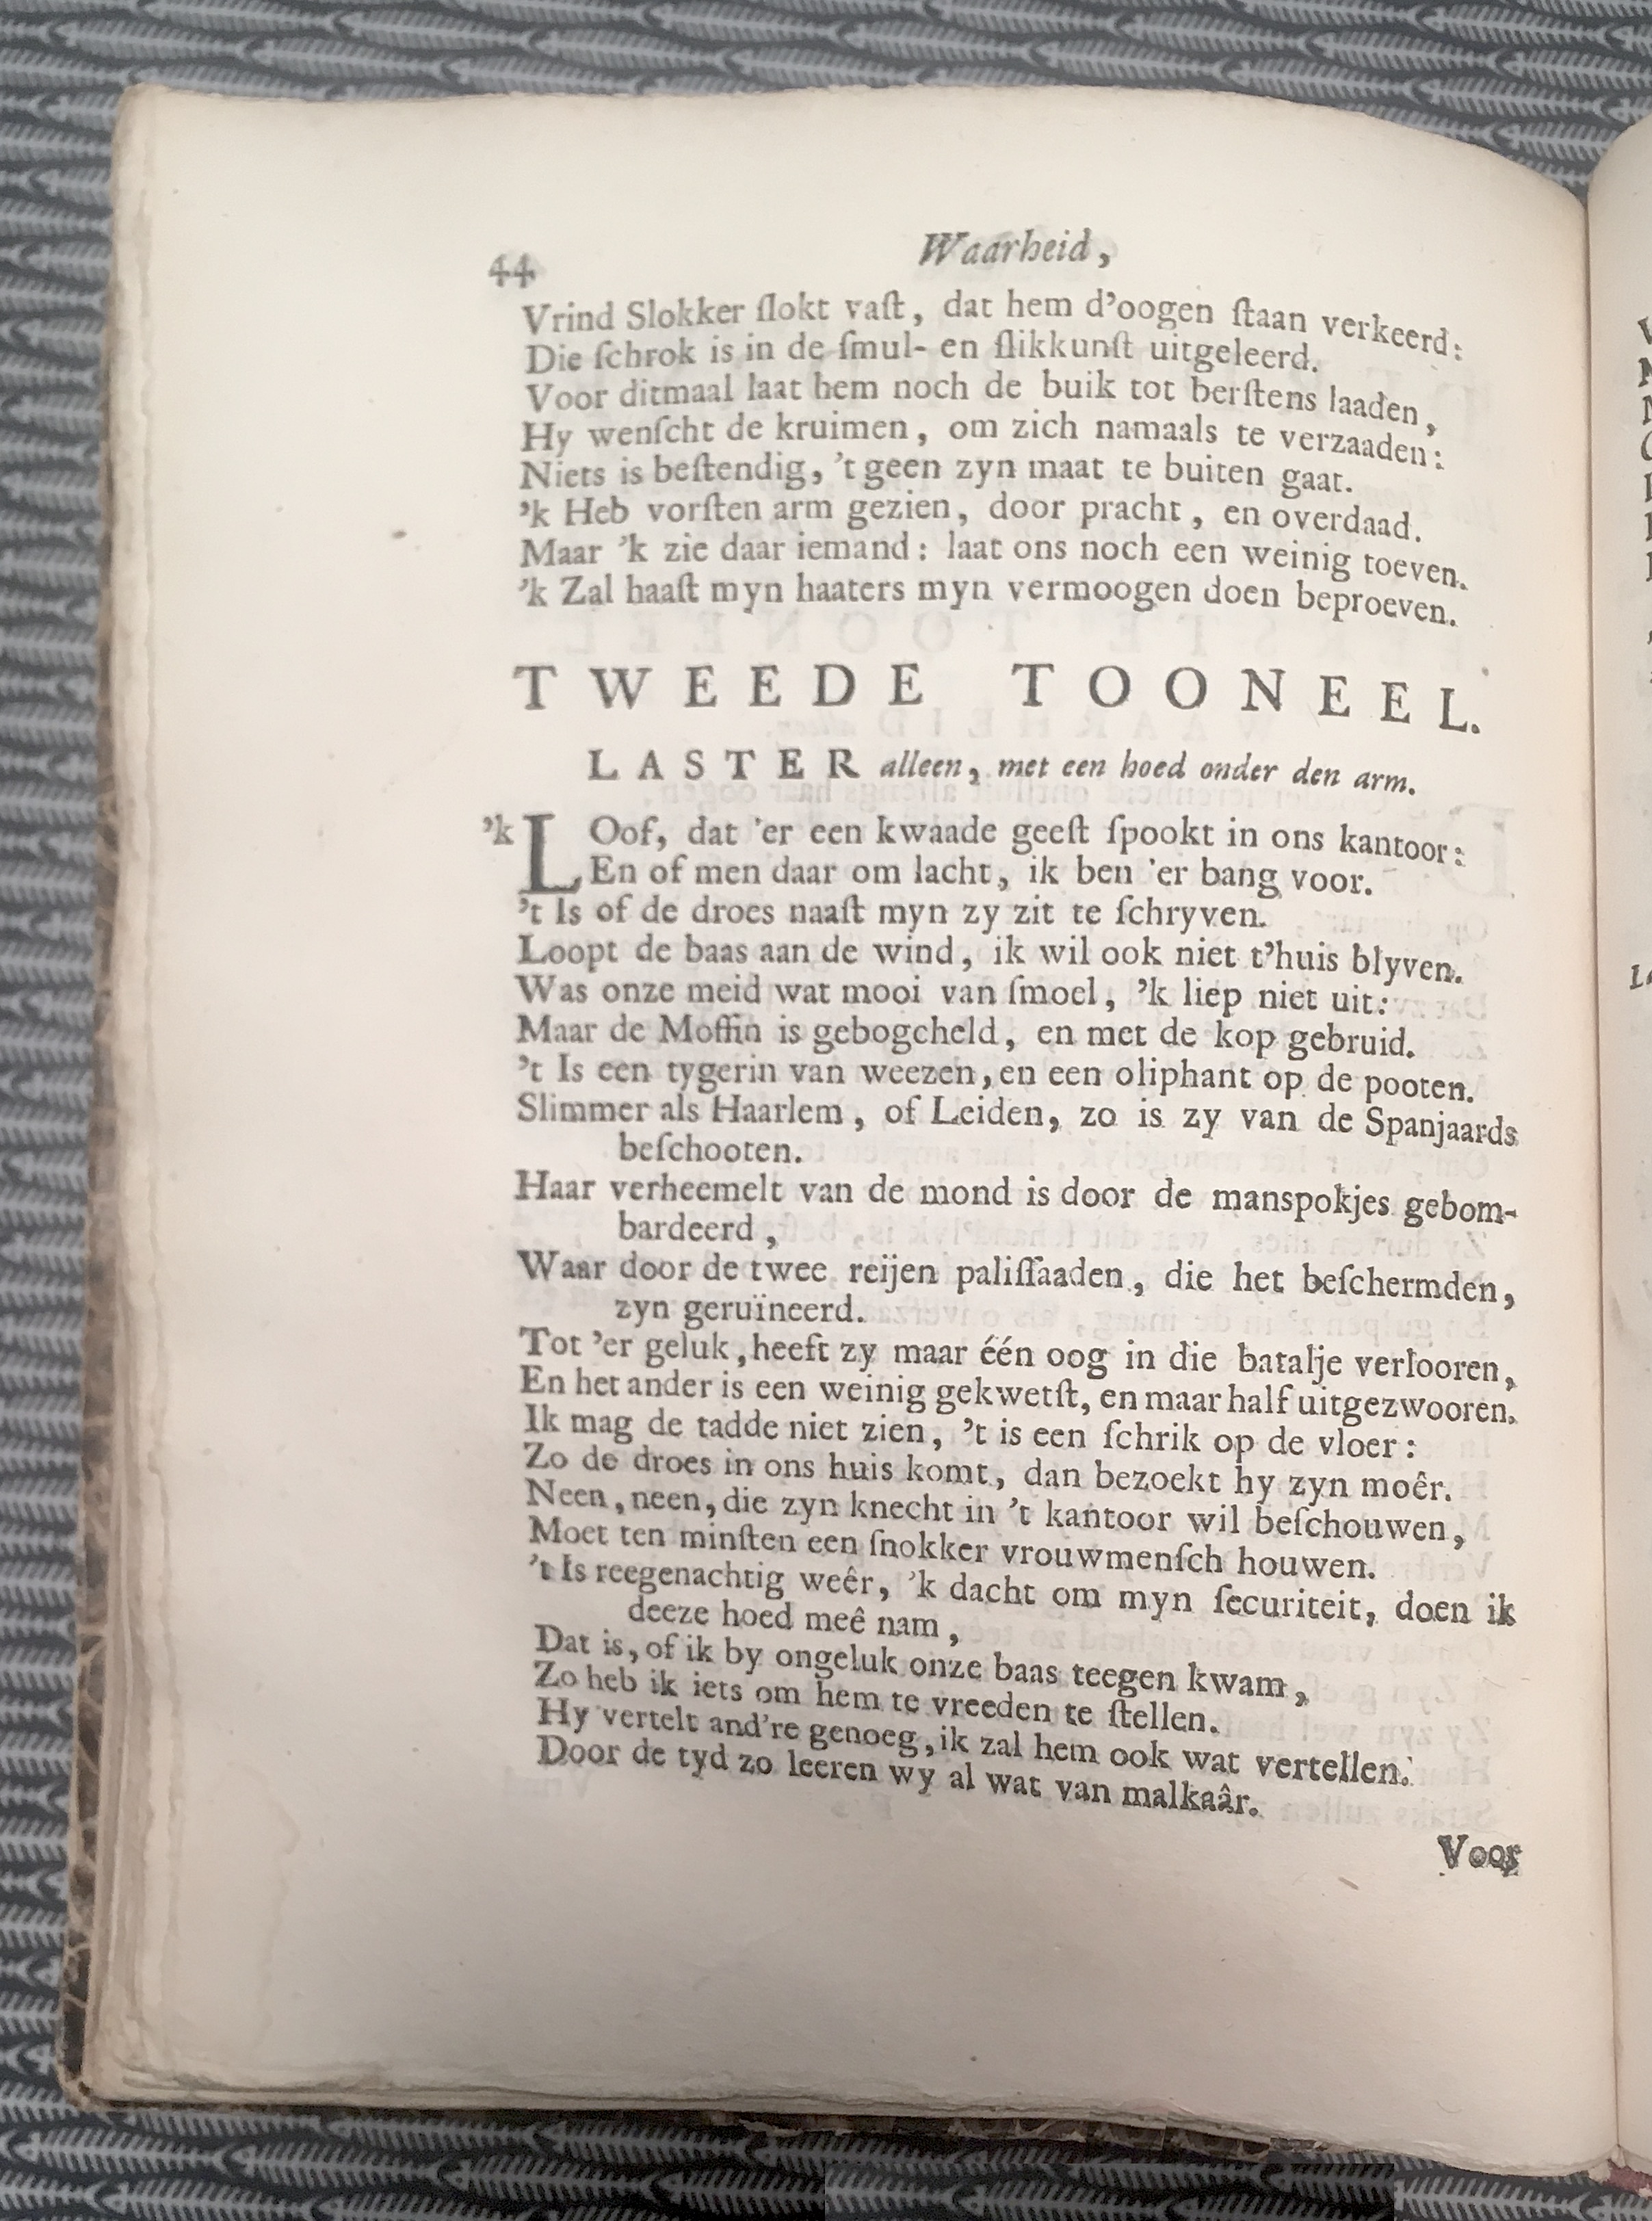 44 Waarheid,
Vrind Slokker ſlokt vaſt, dat hem d'oogen ſtaan verkeerd:
Die ſchrok is in de ſmul- en ſlikkunſt uitgeleerd.
Voor ditmaal laat hem noch de buik tot berſtens laaden,
Hy wenſcht de kruimen, om zich namaals te verzaaden:
Niets is beſtendig, 't geen zyn maat te buiten gaat.
'k Heb vorſten arm gezien, door pracht, en overdaad.
Maar 'k zie daar iemand: laat ons noch een weinig toeven.
'k Zal haaſt myn haaters myn vermoogen doen beproeven.
TWEEDE TOONEEL.
LASTER alleen, met een hoed onder den arm.
'k LOof, dat 'er een kwaade geeſt ſpookt in ons kantoor:
En of men daar om lacht, ik ben 'er bang voor.
't Is of de droes naaſt myn zy zit te ſchryven.
Loopt de baas aan de wind, ik wil ook niet t'huis blyven.
Was onze meid wat mooi van ſmoel, 'k liep niet uit:
Maar de Moffin is gebogcheld, en met de kop gebruid.
't Is een tygerin van weezen, en een oliphant op de pooten.
Slimmer als Haarlem, of Leiden, zo is zy van de Spanjaards
beſchooten.
Haar verheemelt van de mond is door de manspokjes gebom-
bardeerd,
Waar door de twee reijen paliſſaaden, die het beſchermden,
zyn geruïneerd.
Tot 'er geluk, heeft zy maar één oog in die batalje verlooren,
En het ander is een weinig gekwetſt, en maar half uitgezwooren.
Ik mag de tadde niet zien, 't is een ſchrik op de vloer:
Zo de droes in ons huis komt, dan bezoekt hy zyn moêr.
Neen, neen, die zyn knecht in 't kantoor wil beſchouwen,
Moet ten minſten een ſnokker vrouwmenſch houwen.
't Is reegenachtig weêr, 'k dacht om myn ſecuriteit, doen ik
deeze hoed meê nam,
Dat is, of ik by ongeluk onze baas teegen kwam,
Zo heb ik iets om hem te vreeden te ſtellen.
Hy vertelt and're genoeg, ik zal hem ook wat vertellen.
Door de tyd zo leeren wy al wat van malkaâr.
Voor